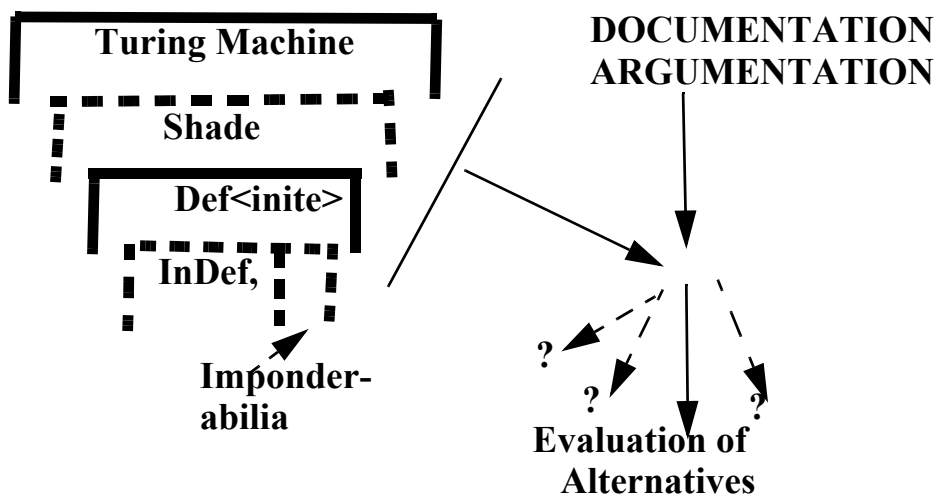 Turing Machine
Shade
Def<inite>
InDef,
Imponder-
abilia
DOCUMENTATION
ARGUMENTATION
?
?
?
Evaluation of
Alternatives